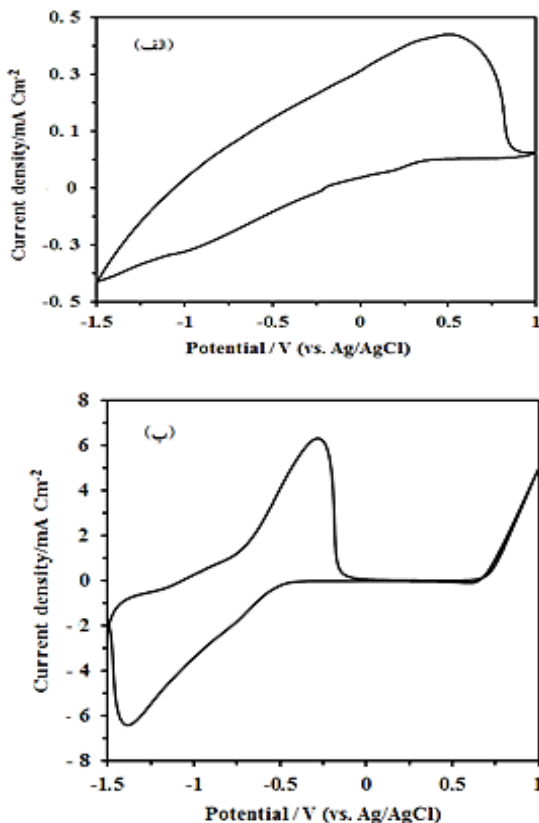 (الف)
0. 5
0. 3
0. 1
0
- 0. 3
- 0. 5
Current density/mA Cm-2
-1.5 -1 -0.5 0 0.5 1
Potential / V (vs. Ag/AgCl)
(پ)
8
6
4
2
0
- 2
- 4
- 6
- 8
Current density/mA Cm-2
-1.5 -1 -0.5 0 0.5 1
Potential / V (vs. Ag/AgCl)